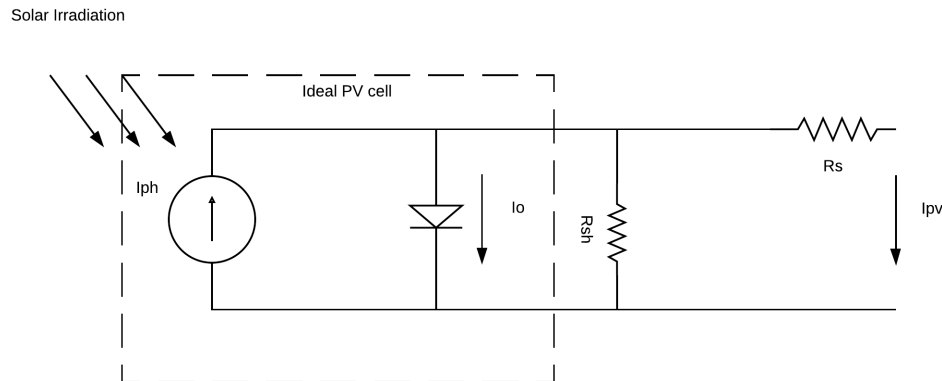 Solar Irradiation
Ideal PV cell
Iph
Io
Rsh
Rs
Ipv